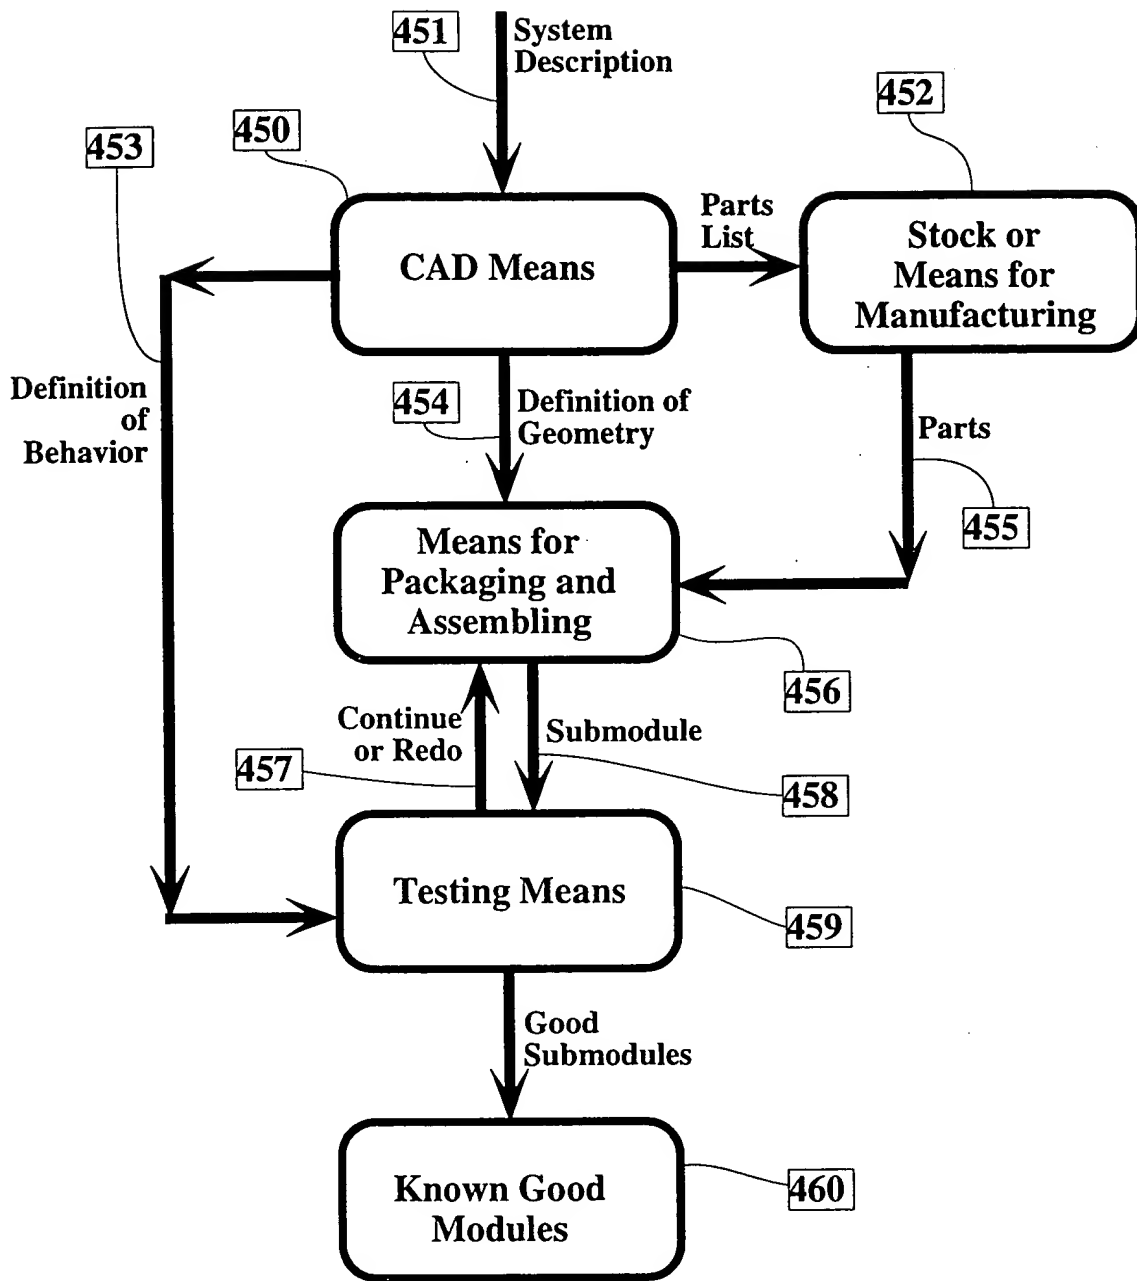 451
System
Description
452
450
453
CAD Means
Parts
List
Stock or
Means for
Manufacturing
Definition
of
Behavior
454
Definition of
Geometry
Parts
455
Means for
Packaging and
Assembling
456
Continue
or Redo
457
Submodule
458
Testing Means
459
Good
Submodules
Known Good
Modules
460